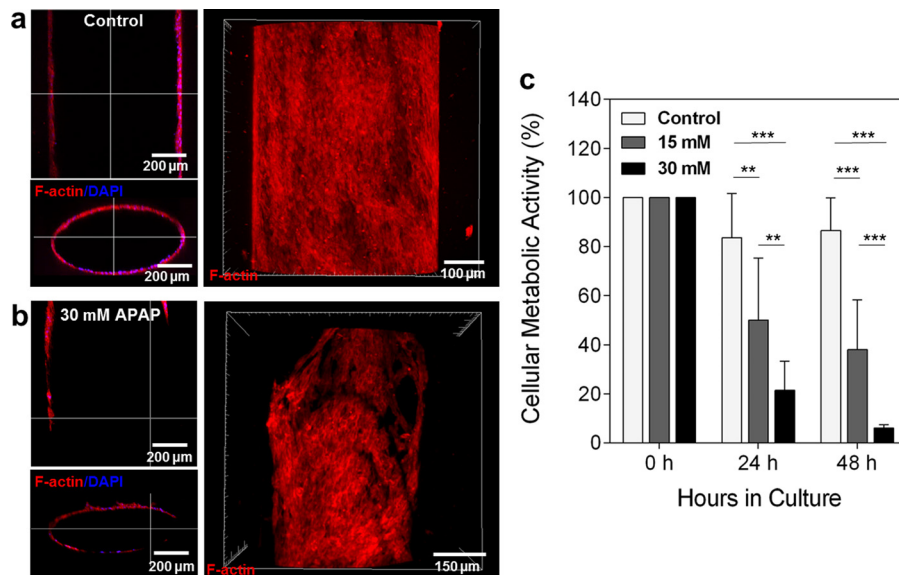 a
Control
200 µm
F-actin/DAPI
200 µm
F-actin
100 µm
b
30 mM APAP
200 µm
F-actin/DAPI
200 µm
F-actin
150 µm
c
Cellular Metabolic Activity (%)
140
120
100
80
60
40
20
0
Control
15 mM
30 mM
***
**
**
***
***
***
0 h
24 h
48 h
Hours in Culture